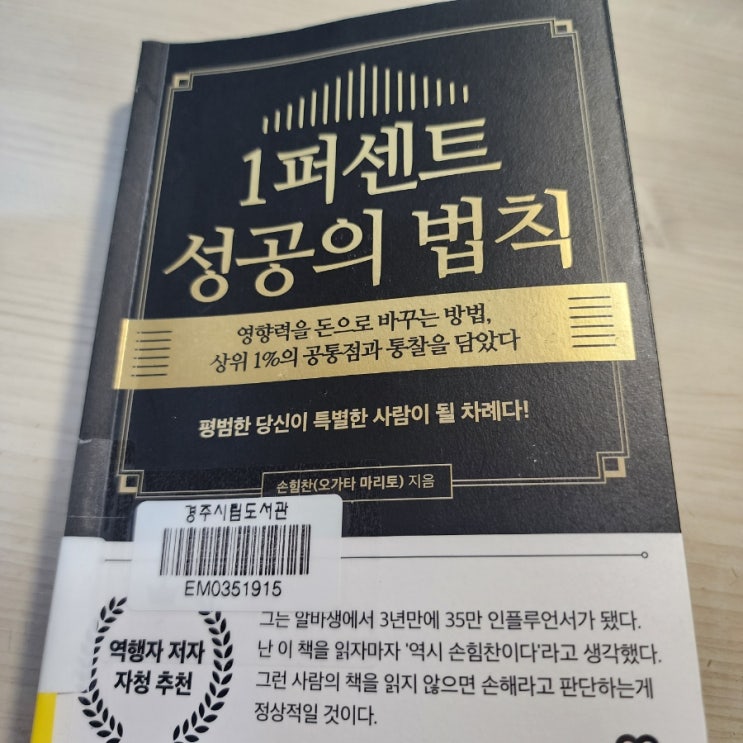 1퍼센트
성공의 법칙
영향력을 돈으로 바꾸는 방법,
상위 1%의 공통점과 통찰을 담았다
평범한 당신이 특별한 사람이 될 차례다!
손힘찬(오가타 마리토) 지음
경주시립도서관
EM0351915
역행자 저자
자청 추천
그는 알바생에서 3년만에 35만 인플루언서가 됐다.
난 이 책을 읽자마자 '역시 손힘찬이다'라고 생각했다.
그런 사람의 책을 읽지 않으면 손해라고 판단하는게
정상적일 것이다.